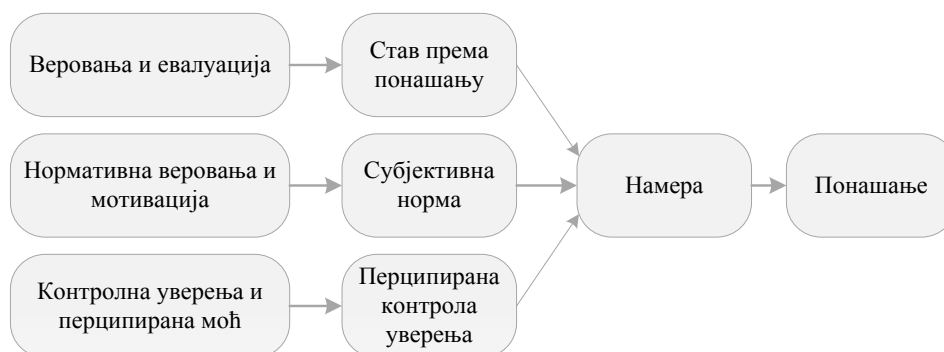 Веровања и евалуација
Став према
понашању
Нормативна веровања и
мотивација
Субјективна
норма
Намера
Понашање
Контролна уверења и
перципирана моћ
Перципирана
контрола
уверења